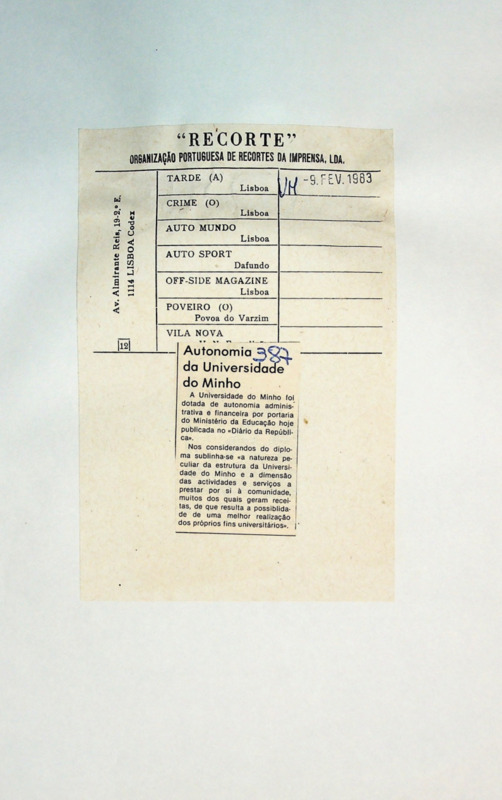 "RECORTE"
ORGANIZAÇÃO PORTUGUESA DE RECORTES DA IMPRENSA, LDA.
Av. Almirante Reis, 19-2.º E.
1114 LISBOA Codex
12
TARDE (A)
Lisboa
-9. FEV. 1983
CRIME (O)
Lisboa
AUTO MUNDO
Lisboa
AUTO SPORT
Dafundo
OFF-SIDE MAGAZINE
Lisboa
POVEIRO (O)
Povoa do Varzim
VILA NOVA
387
Autonomia
da Universidade
do Minho
A Universidade do Minho foi
dotada de autonomia adminis-
trativa e financeira por portaria
do Ministério da Educação hoje
publicada no «Diário da Repúbli-
ca».
Nos considerandos do diplo-
ma sublinha-se «a natureza pe-
culiar da estrutura da Universi-
dade do Minho e a dimensão
das actividades e serviços a
prestar por si à comunidade,
muitos dos quais geram recei-
tas, de que resulta a possiblida-
de de uma melhor realização
dos próprios fins universitários».